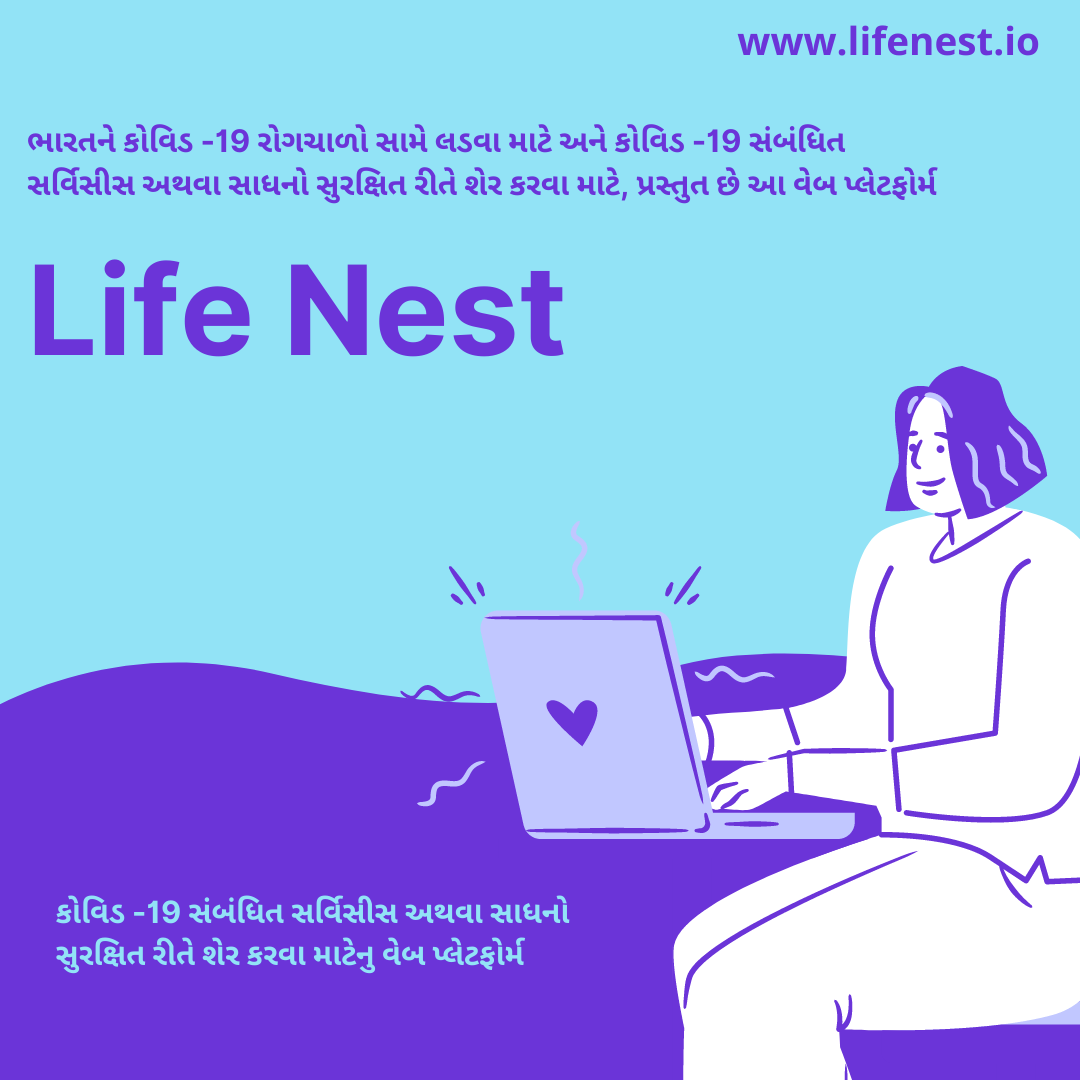 www.lifenest.io
ભારતને કોવિડ -19 રોગચાળો સામે લડવા માટે અને કોવિડ -19 સંબંધિત
સર્વિસીસ અથવા સાધનો સુરક્ષિત રીતે શેર કરવા માટે, પ્રસ્તુત છે આ વેબ પ્લેટફોર્મ
Life Nest
કોવિડ -19 સંબંધિત સર્વિસીસ અથવા સાધનો
સુરક્ષિત રીતે શેર કરવા માટેનુ વેબ પ્લેટફોર્મ